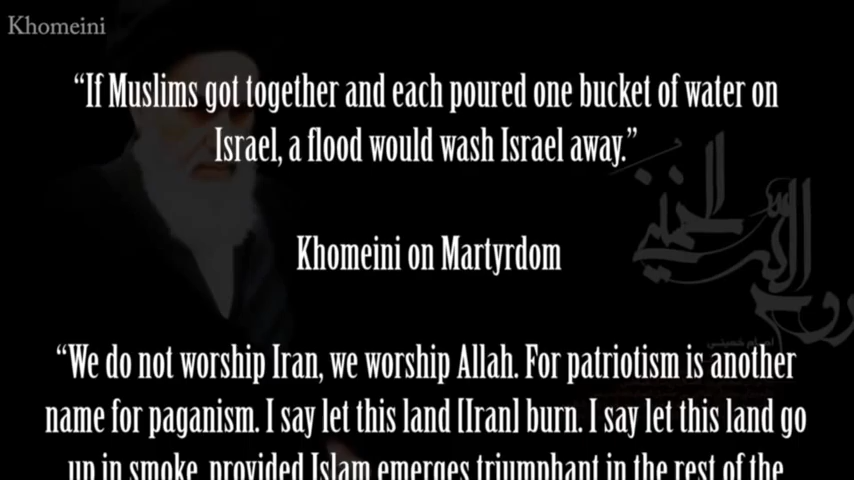 Khomeini
“If Muslims got together and each poured one bucket of water on
Israel, a flood would wash Israel away.”
روح الله الخمینی
Khomeini on Martyrdom
“We do not worship Iran, we worship Allah. For patriotism is another
name for paganism. I say let this land [Iran] burn. I say let this land go
up in smoke, provided Islam emerges triumphant in the rest of the